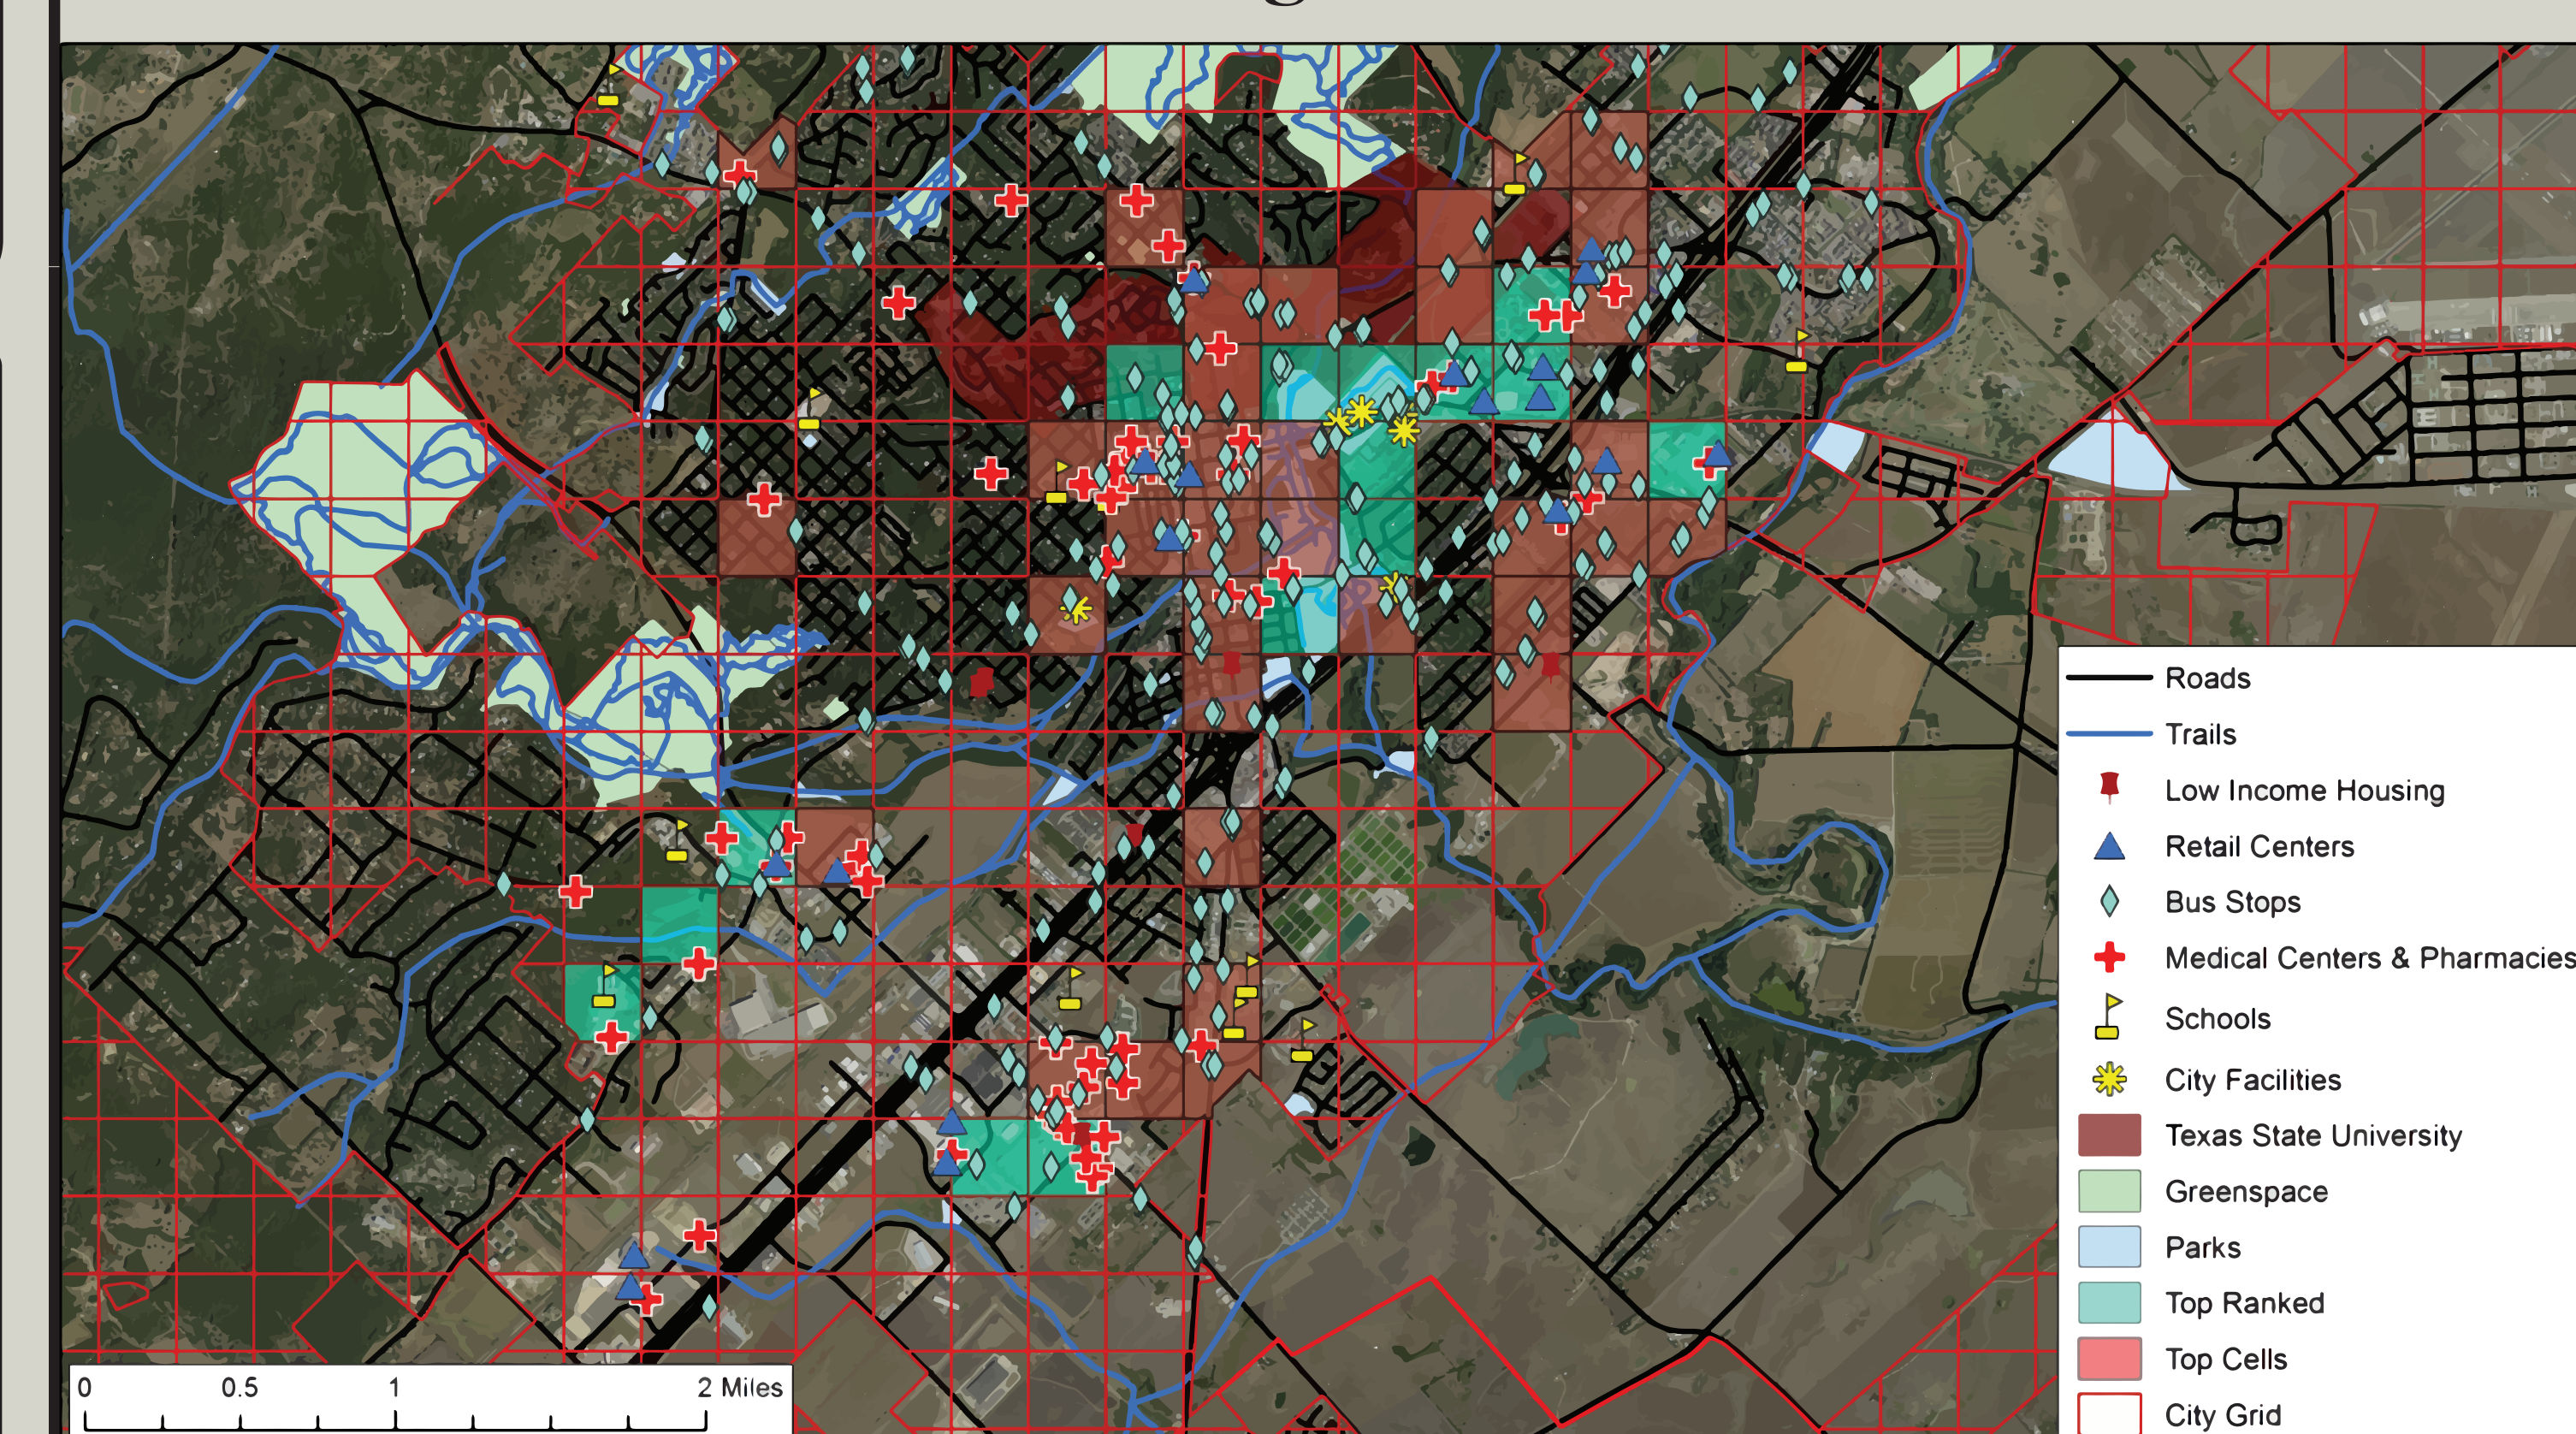 Roads
Trails
Low Income Housing
Retail Centers
Bus Stops
Medical Centers & Pharmacies
Schools
City Facilities
Texas State University
Greenspace
Parks
Top Ranked
Top Cells
City Grid
0 0.5 1 2 Miles